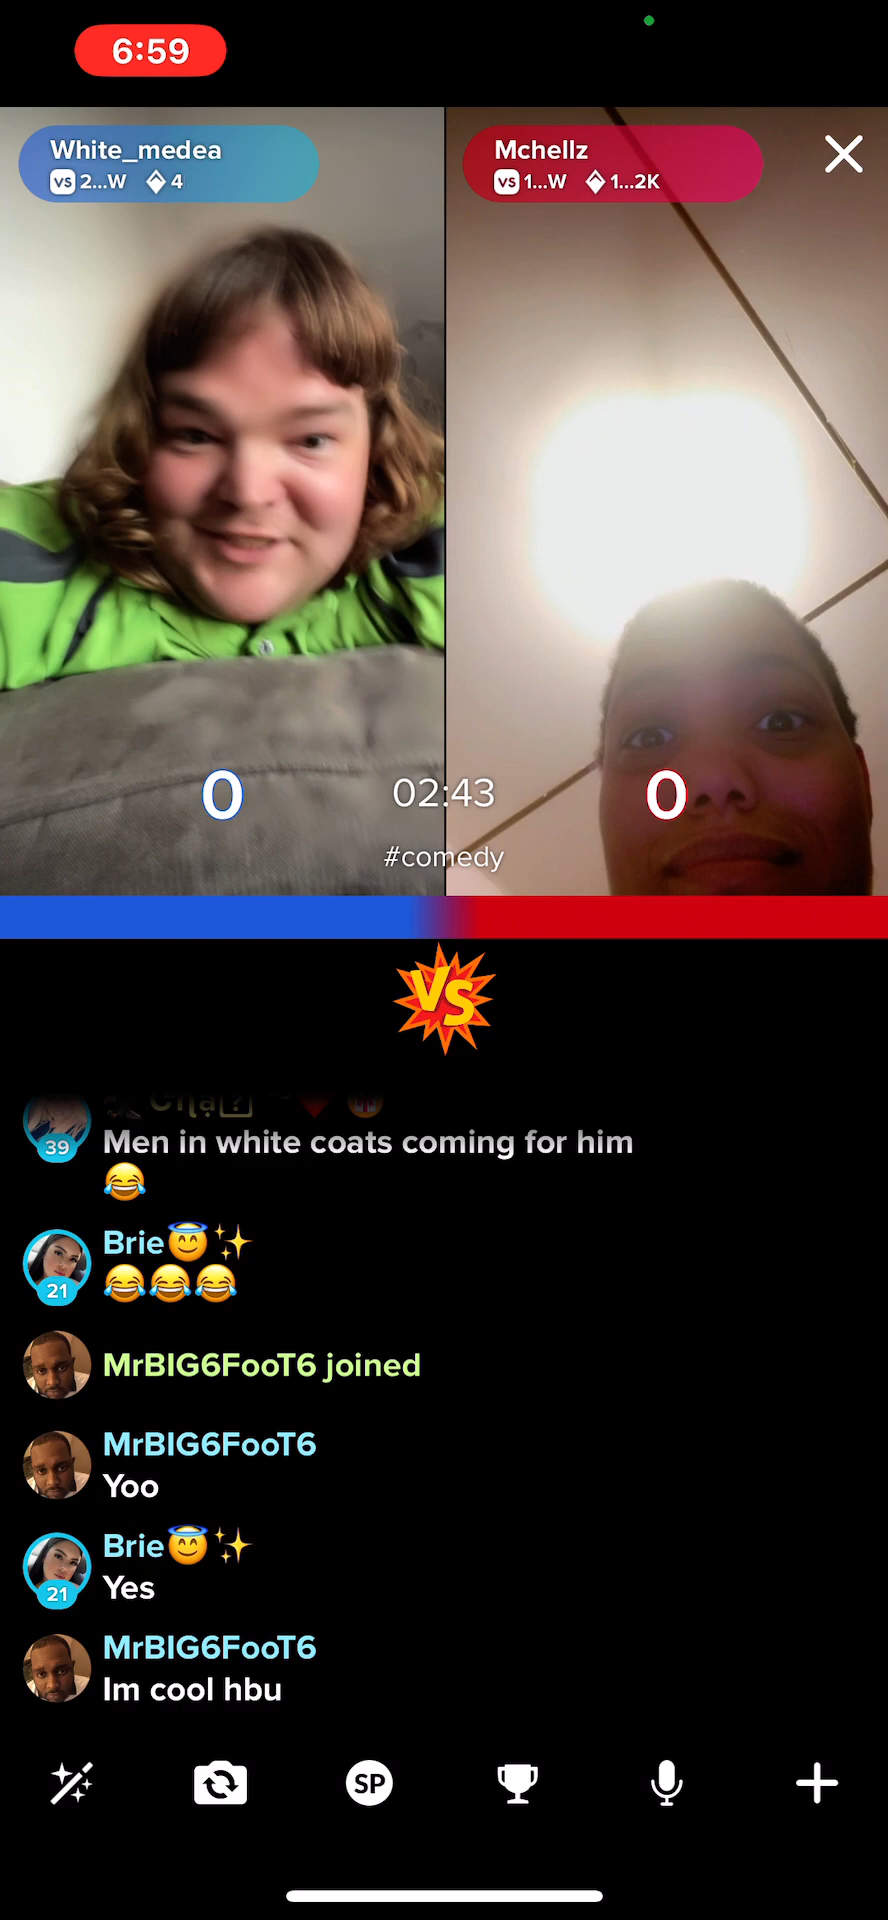 6:59
White_medea
VS 2...W 4
Mchellz
VS 1...W 1...2K
0
02:43
0
#comedy
VS
39
Men in white coats coming for him
😂
Brie😇✨
21
😂😂😂
MrBIG6FooT6 joined
MrBIG6FooT6
Yoo
Brie😇✨
21
Yes
MrBIG6FooT6
Im cool hbu
SP